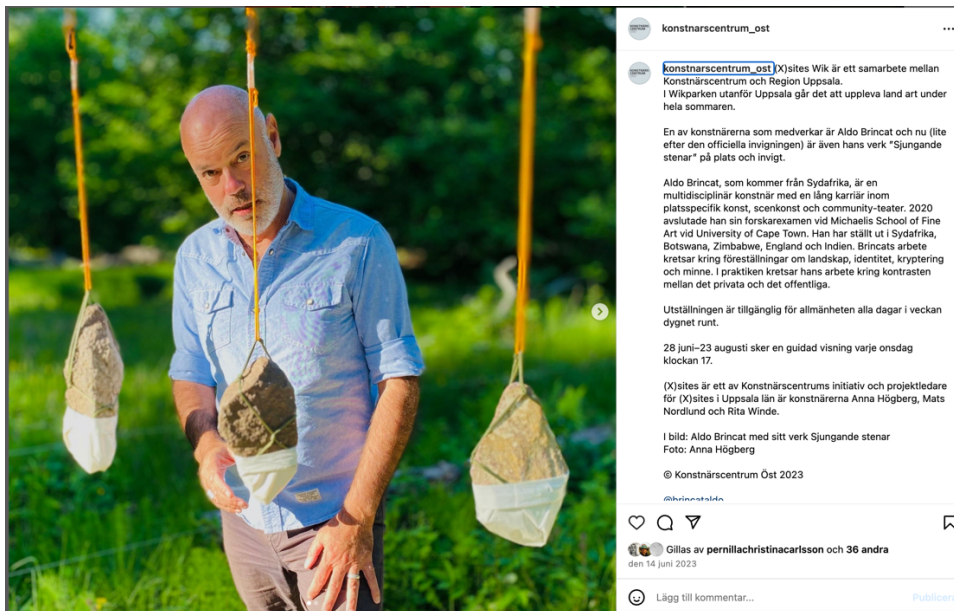 konstnarscentrum_ost
konstnarscentrum_ost (X)sites Wik är ett samarbete mellan
Konstnärscentrum och Region Uppsala.
I Wikparken utanför Uppsala går det att uppleva land art under
hela sommaren.
En av konstnärerna som medverkar är Aldo Brincat och nu (lite
efter den officiella invigningen) är även hans verk "Sjungande
stenar" på plats och invigt.
Aldo Brincat, som kommer från Sydafrika, är en
multidisciplinär konstnär med en lång karriär inom
platsspecifik konst, scenkonst och community-teater. 2020
avslutade han sin forskarexamen vid Michaelis School of Fine
Art vid University of Cape Town. Han har ställt ut i Sydafrika,
Botswana, Zimbabwe, England och Indien. Brincats arbete
kretsar kring föreställningar om landskap, identitet, kryptering
och minne. I praktiken kretsar hans arbete kring kontrasten
mellan det privata och det offentliga.
Utställningen är tillgänglig för allmänheten alla dagar i veckan
dygnet runt.
28 juni–23 augusti sker en guidad visning varje onsdag
klockan 17.
(X)sites är ett av Konstnärscentrums initiativ och projektledare
för (X)sites i Uppsala län är konstnärerna Anna Högberg, Mats
Nordlund och Rita Winde.
I bild: Aldo Brincat med sitt verk Sjungande stenar
Foto: Anna Högberg
© Konstnärscentrum Öst 2023
@brincataldo
Gillas av pernillachristinacarlsson och 36 andra
den 14 juni 2023
Lägg till kommentar...
Publicera